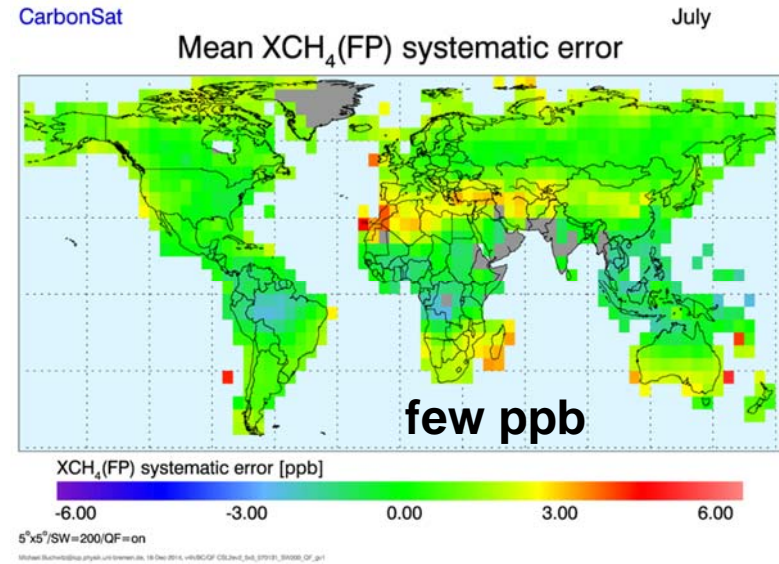 CarbonSat
July
Mean XCH₄(FP) systematic error
few ppb
XCH₄(FP) systematic error [ppb]
-6.00 -3.00 0.00 3.00 6.00
5°x5°/SW=200/QF=on